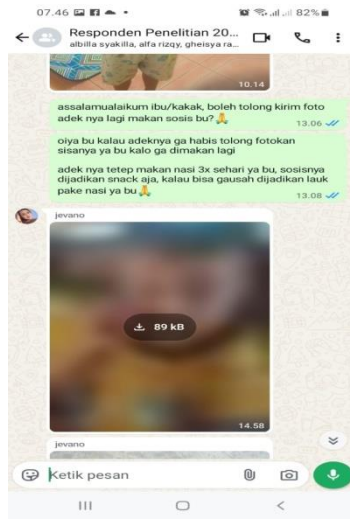 07.46
82%
Responden Penelitian 20...
albilla syakilla, alfa rizqy, gheisya ra...
10.14
assalamualaikum ibu/kakak, boleh tolong kirim foto
adek nya lagi makan sosis bu?🙏
13.06
oiya bu kalau adeknya ga habis tolong fotokan
sisanya ya bu kalo ga dimakan lagi
adek nya tetep makan nasi 3x sehari ya bu, sosisnya
dijadikan snack aja, kalau bisa gausah dijadikan lauk
pake nasi ya bu🙏
13.08
jevano
89 kB
14.58
jevano
Ketik pesan